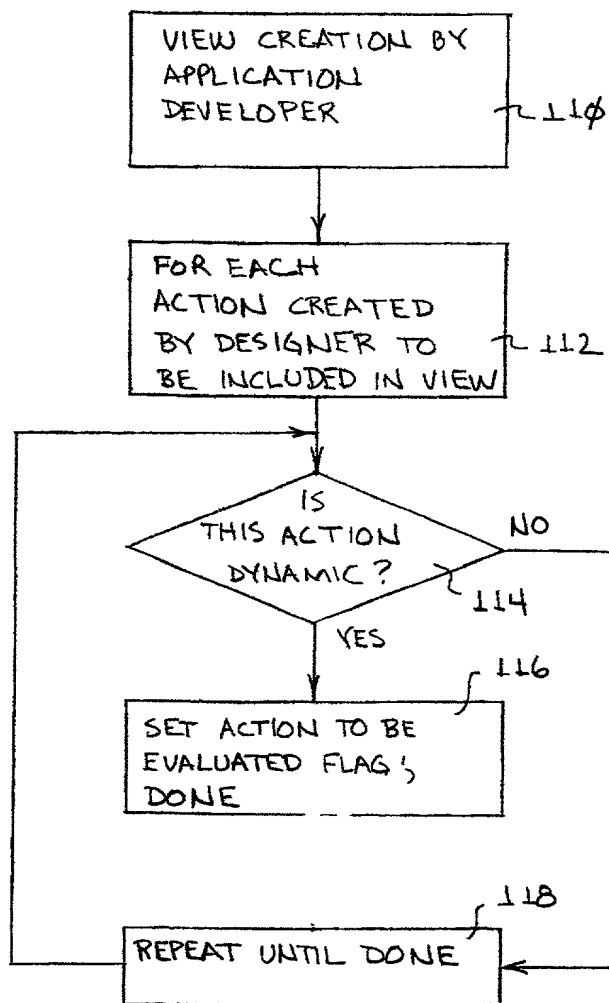 VIEW CREATION BY
APPLICATION
DEVELOPER
110
FOR EACH
ACTION CREATED
BY DESIGNER TO
BE INCLUDED IN VIEW
112
IS
THIS ACTION
DYNAMIC?
NO
114
YES
116
SET ACTION TO BE
EVALUATED FLAG;
DONE
118
REPEAT UNTIL DONE